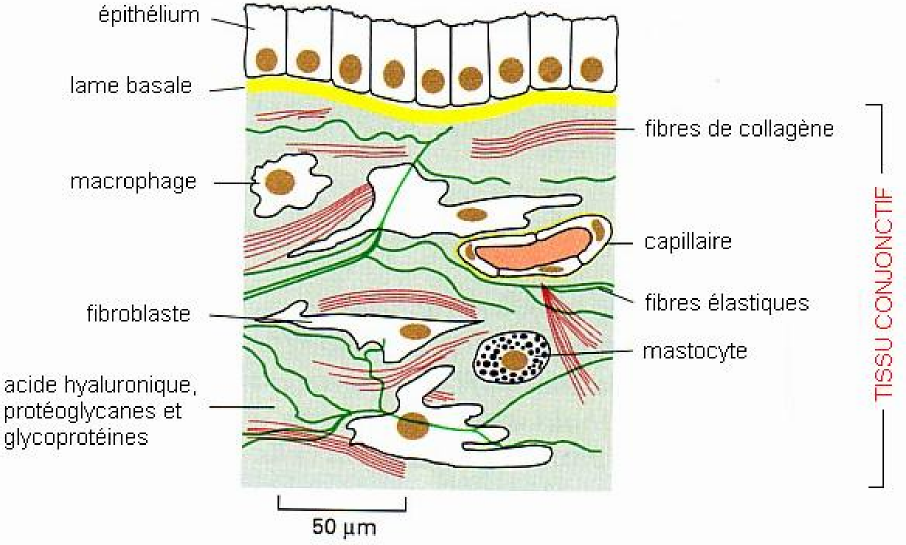 épithélium
lame basale
fibres de collagène
macrophage
capillaire
fibres élastiques
fibroblaste
mastocyte
acide hyaluronique,
protéoglycanes et
glycoprotéines
TISSU CONJONCTIF
50 µm